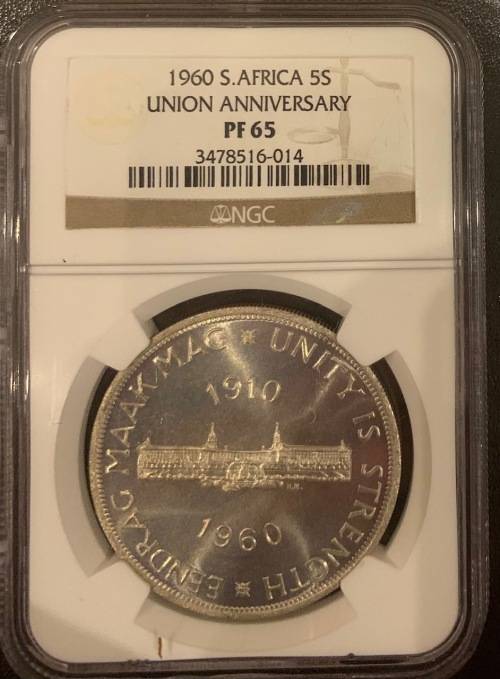 1960 S.AFRICA 5S
UNION ANNIVERSARY
PF 65
3478516-014
NGC
EENDRAG MAAK MAG * UNITY IS STRENGTH *
1910
1960